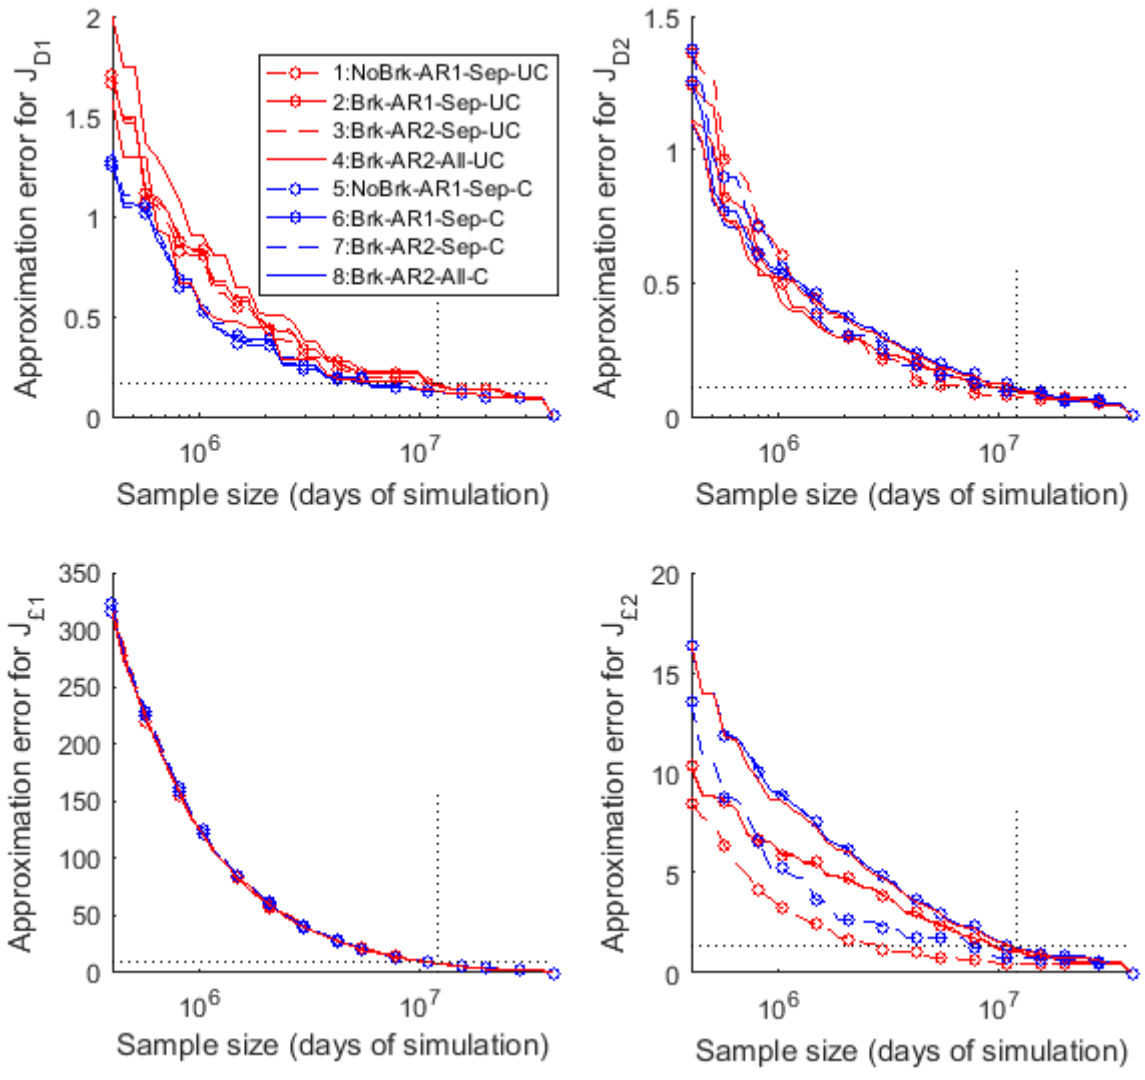 Approximation error for J_D1
2
1.5
1
0.5
0
10^6
10^7
Sample size (days of simulation)
1:NoBrk-AR1-Sep-UC
2:Brk-AR1-Sep-UC
3:Brk-AR2-Sep-UC
4:Brk-AR2-All-UC
5:NoBrk-AR1-Sep-C
6:Brk-AR1-Sep-C
7:Brk-AR2-Sep-C
8:Brk-AR2-All-C
Approximation error for J_D2
1.5
1
0.5
0
10^6
10^7
Sample size (days of simulation)
Approximation error for J_£1
350
300
250
200
150
100
50
0
10^6
10^7
Sample size (days of simulation)
Approximation error for J_£2
20
15
10
5
0
10^6
10^7
Sample size (days of simulation)